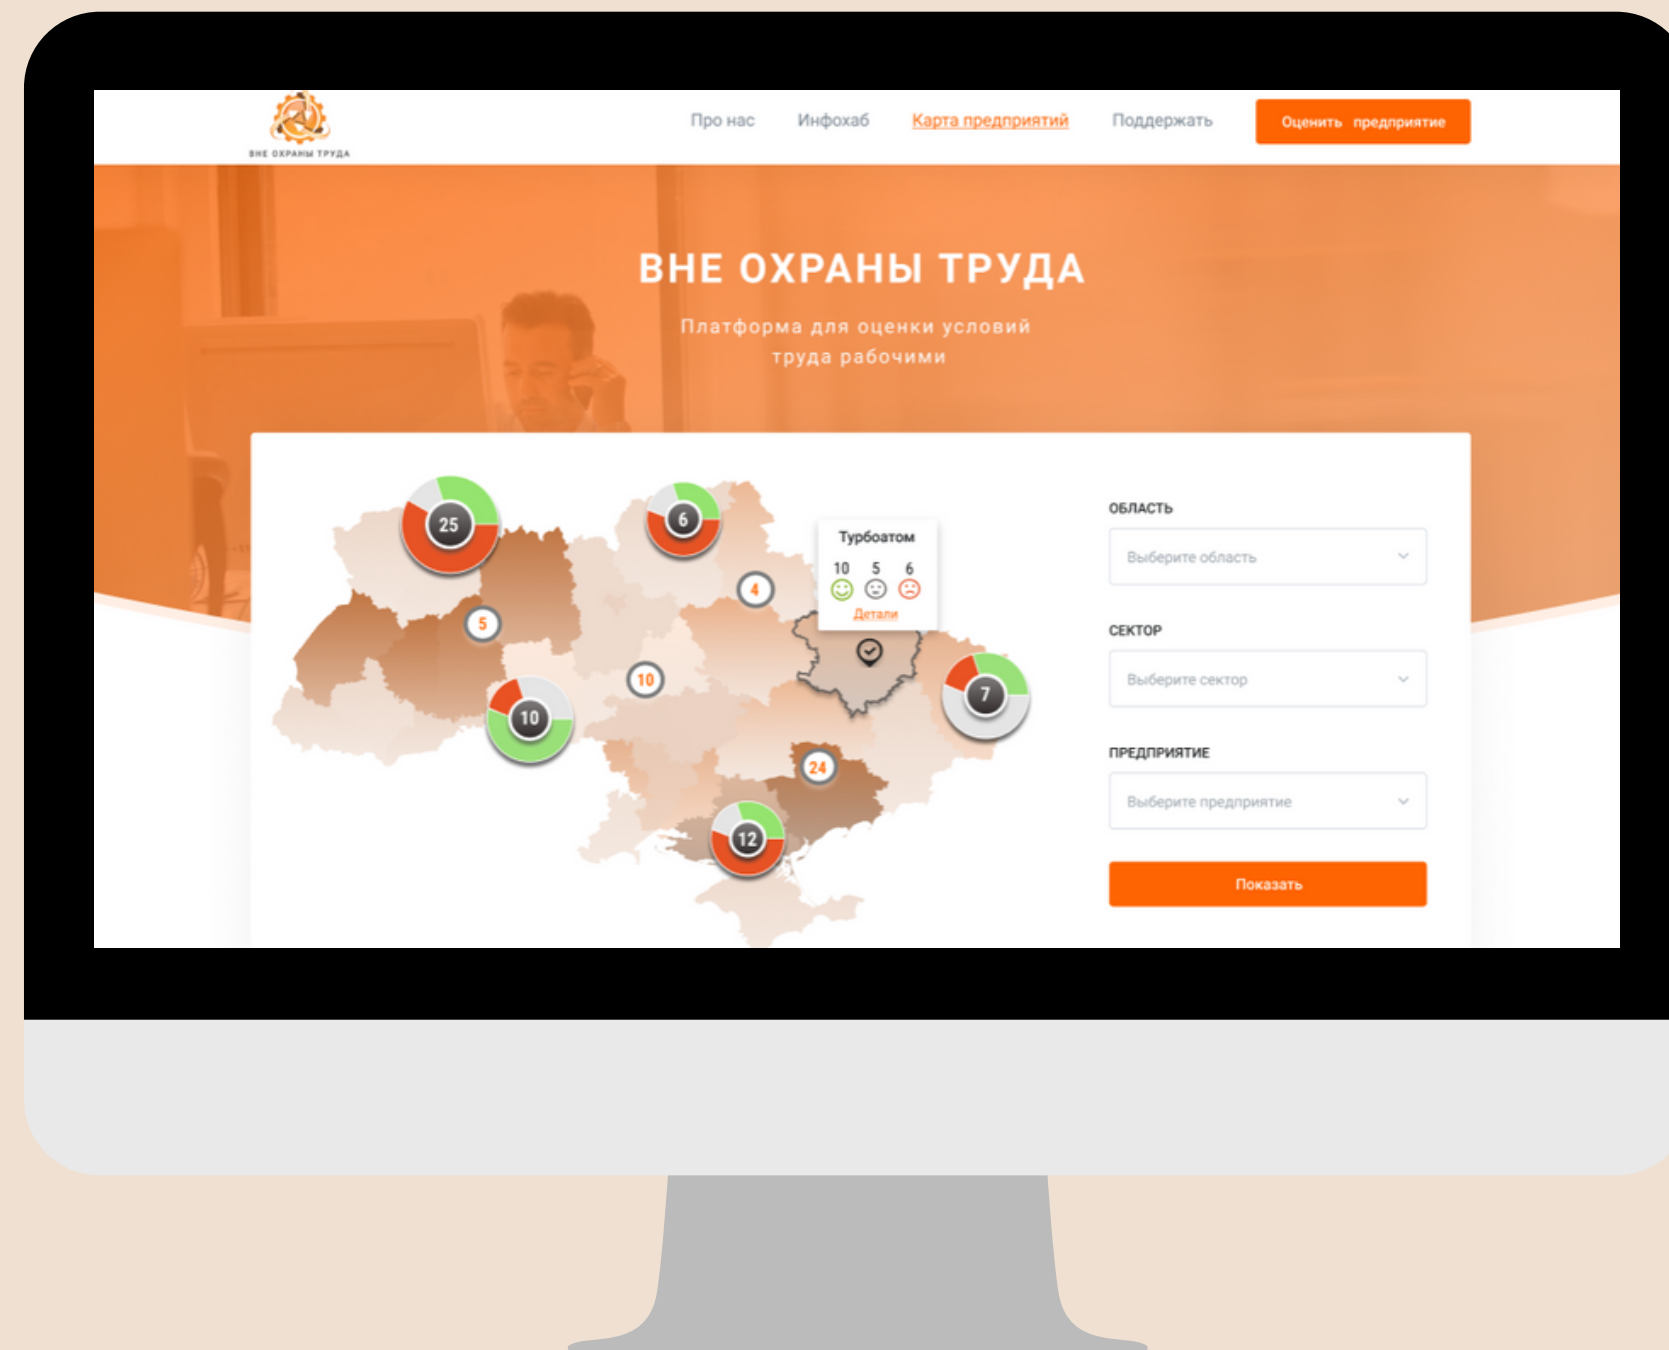 ВНЕ ОХРАНЫ ТРУДА
Про нас
Инфохаб
Карта предприятий
Поддержать
Оценить предприятие
ВНЕ ОХРАНЫ ТРУДА
Платформа для оценки условий
труда рабочими
25
6
4
5
10
10
7
24
12
Турбоатом
10 5 6
Детали
ОБЛАСТЬ
Выберите область
СЕКТОР
Выберите сектор
ПРЕДПРИЯТИЕ
Выберите предприятие
Показать